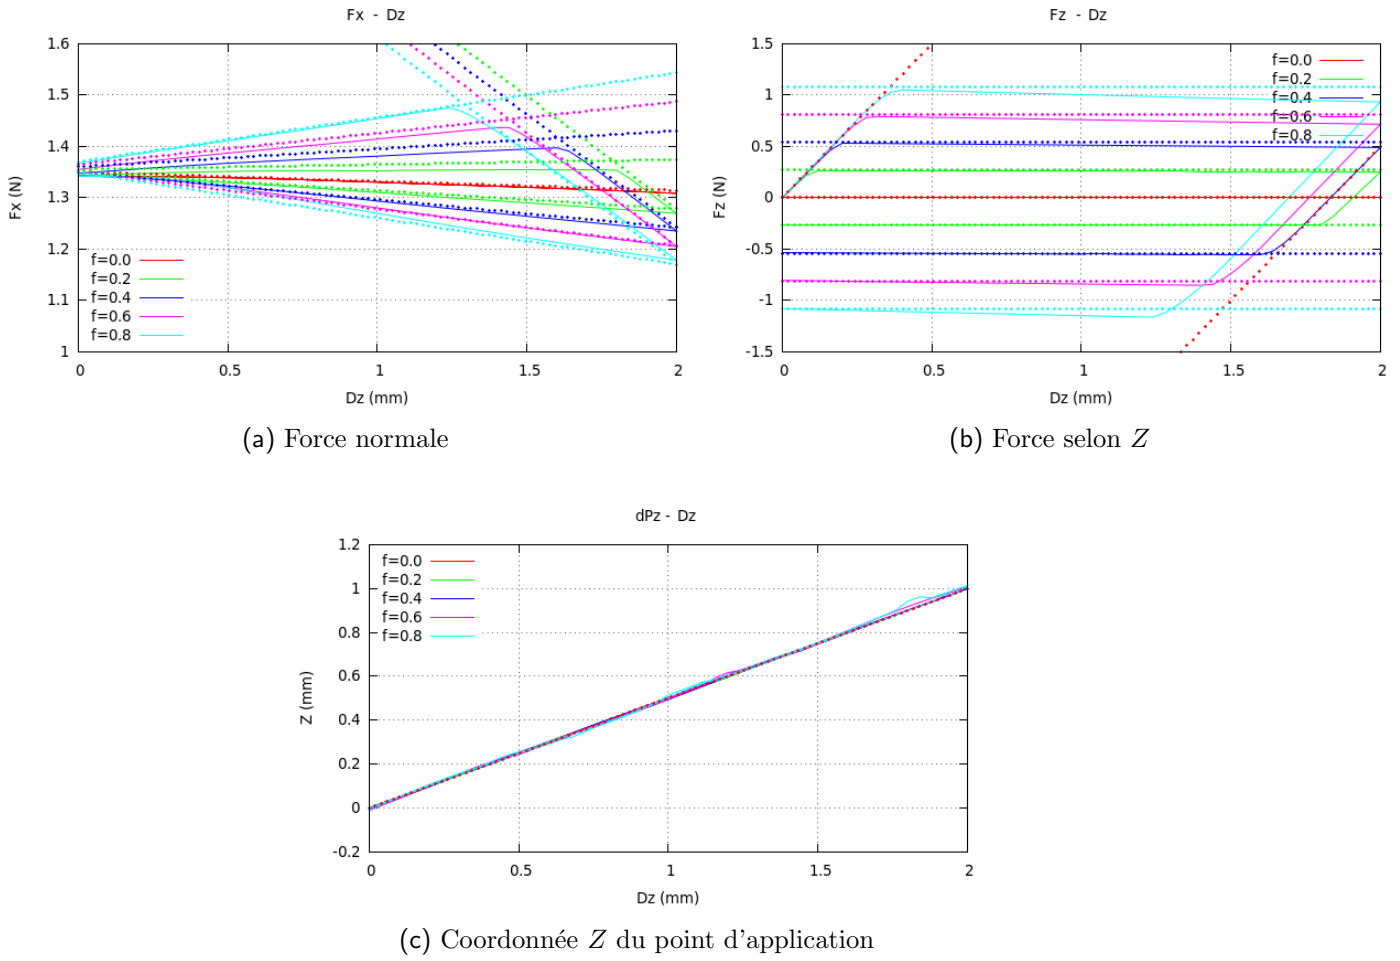 Fx - Dz
1.6
1.5
1.4
1.3
1.2
1.1
1
Fx (N)
f=0.0
f=0.2
f=0.4
f=0.6
f=0.8
0 0.5 1 1.5 2
Dz (mm)
(a) Force normale
Fz - Dz
1.5
1
0.5
0
-0.5
-1
-1.5
Fz (N)
f=0.0
f=0.2
f=0.4
f=0.6
f=0.8
0 0.5 1 1.5 2
Dz (mm)
(b) Force selon Z
dPz - Dz
1.2
1
0.8
0.6
0.4
0.2
0
-0.2
Z (mm)
f=0.0
f=0.2
f=0.4
f=0.6
f=0.8
0 0.5 1 1.5 2
Dz (mm)
(c) Coordonnée Z du point d'application